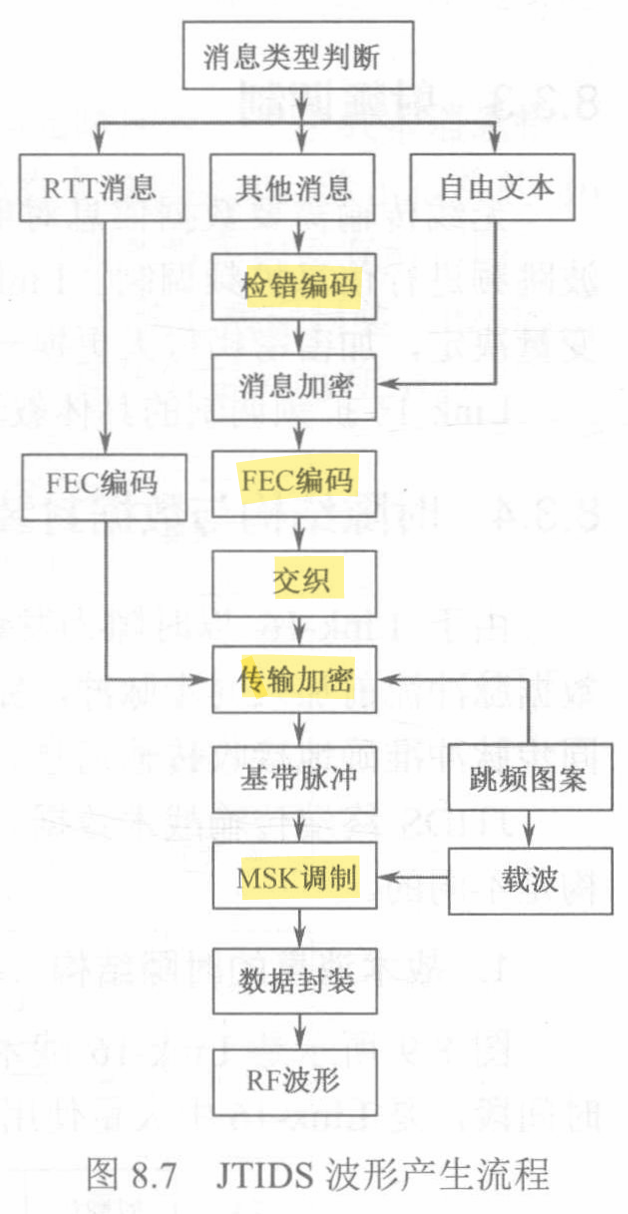 消息类型判断
RTT消息
其他消息
自由文本
检错编码
消息加密
FEC编码
FEC编码
交织
传输加密
基带脉冲
跳频图案
MSK调制
载波
数据封装
RF波形
图 8.7 JTIDS 波形产生流程